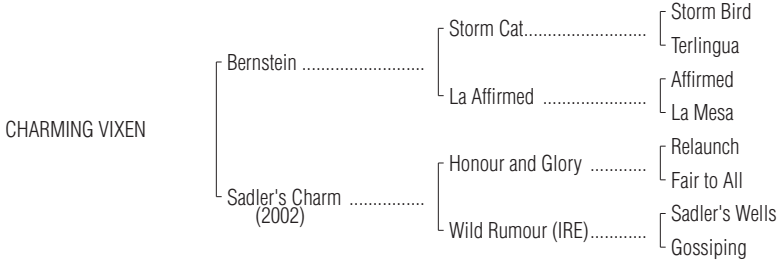 Storm Bird
Storm Cat..........................
Terlingua
Bernstein ..........................
Affirmed
La Affirmed ......................
La Mesa
CHARMING VIXEN
Relaunch
Honour and Glory ............
Fair to All
Sadler's Charm ................
(2002)
Sadler's Wells
Wild Rumour (IRE)............
Gossiping